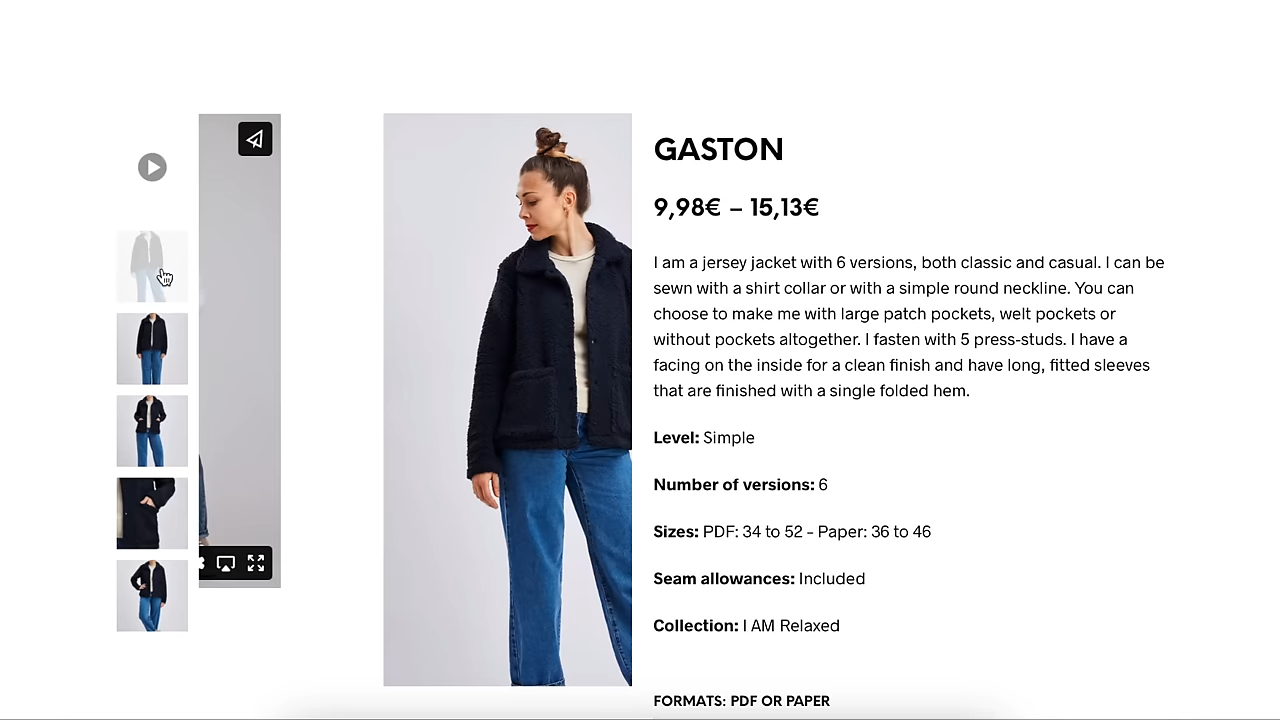 GASTON
9,98€ – 15,13€
I am a jersey jacket with 6 versions, both classic and casual. I can be
sewn with a shirt collar or with a simple round neckline. You can
choose to make me with large patch pockets, welt pockets or
without pockets altogether. I fasten with 5 press-studs. I have a
facing on the inside for a clean finish and have long, fitted sleeves
that are finished with a single folded hem.
Level: Simple
Number of versions: 6
Sizes: PDF: 34 to 52 – Paper: 36 to 46
Seam allowances: Included
Collection: I AM Relaxed
FORMATS: PDF OR PAPER